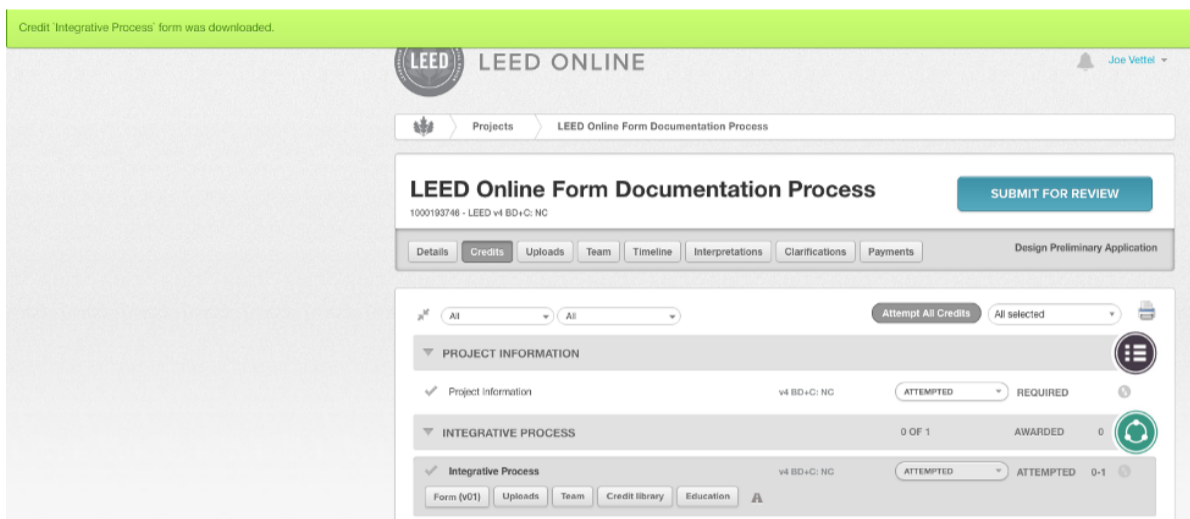 Credit 'Integrative Process' form was downloaded.
LEED
LEED ONLINE
Joe Vettel
Projects
LEED Online Form Documentation Process
LEED Online Form Documentation Process
SUBMIT FOR REVIEW
1000193746 - LEED v4 BD+C: NC
Details Credits Uploads Team Timeline Interpretations Clarifications Payments Design Preliminary Application
All All Attempt All Credits All selected
PROJECT INFORMATION
Project information v4 BD+C: NC ATTEMPTED REQUIRED
INTEGRATIVE PROCESS 0 OF 1 AWARDED 0
Integrative Process v4 BD+C: NC ATTEMPTED ATTEMPTED 0-1
Form (v01) Uploads Team Credit library Education